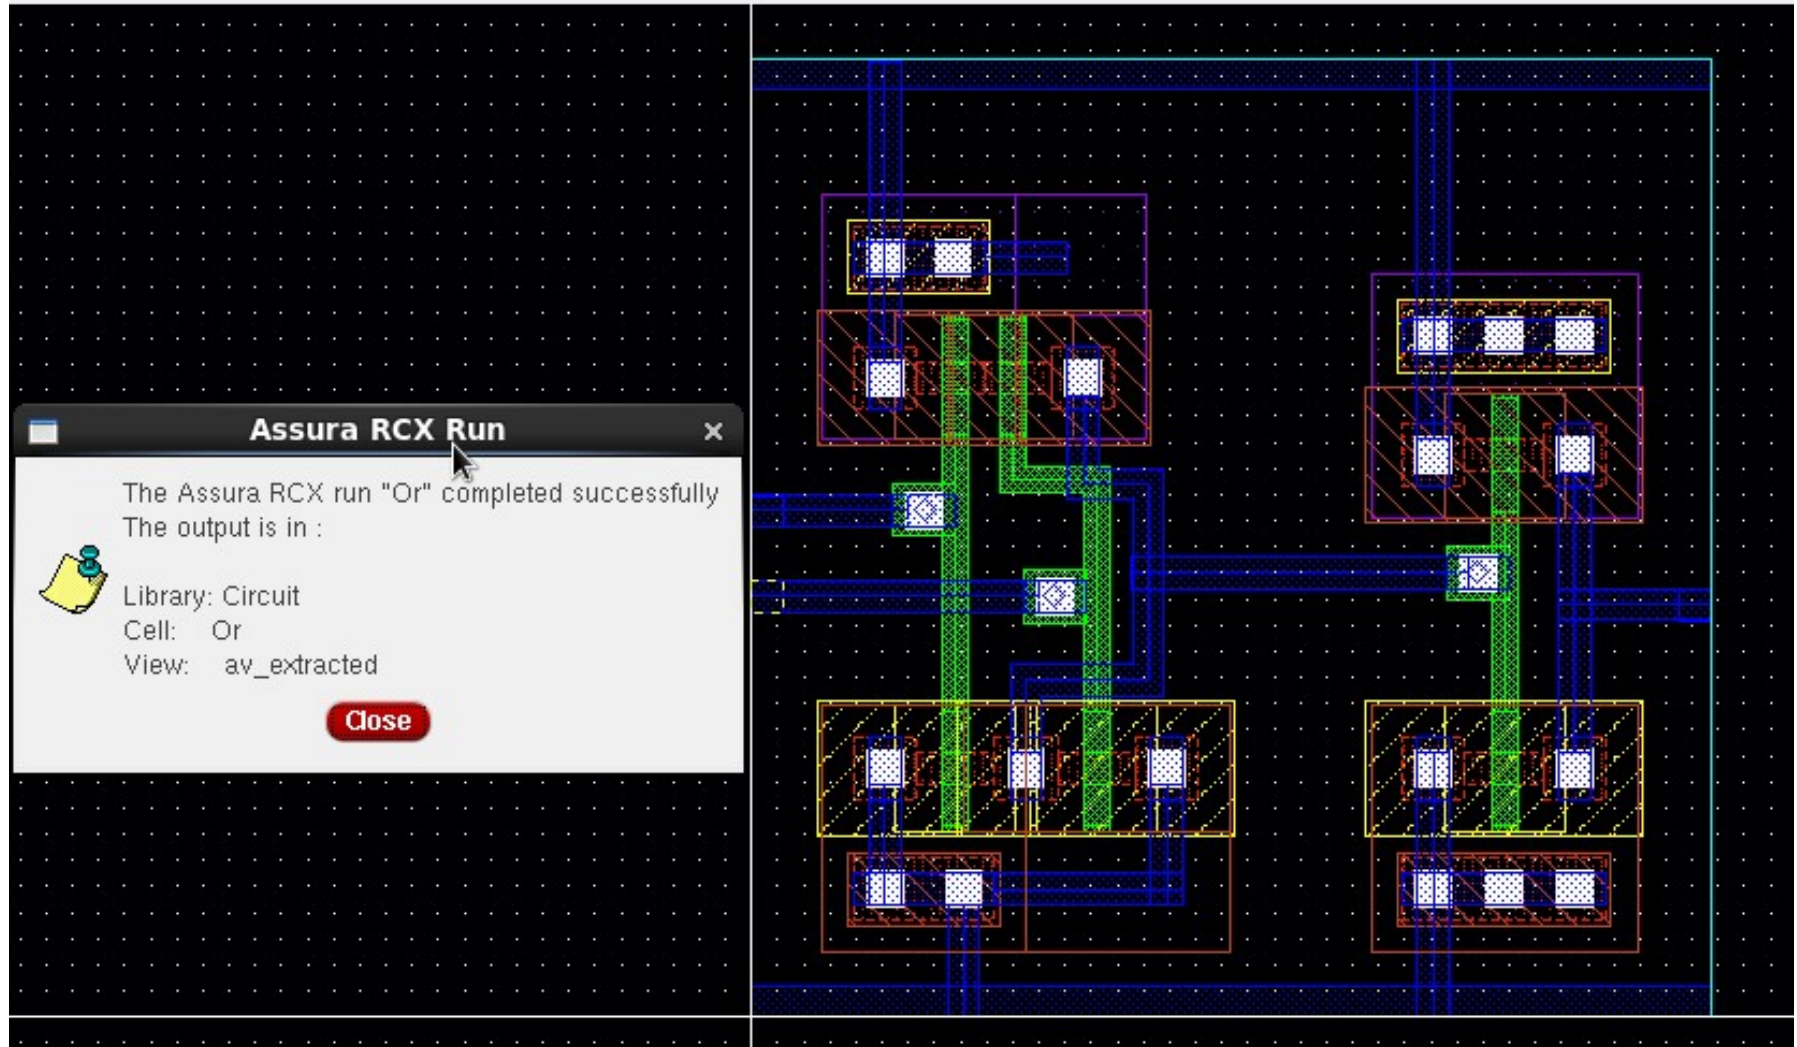 Assura RCX Run
The Assura RCX run "Or" completed successfully
The output is in :
Library: Circuit
Cell: Or
View: av_extracted
Close